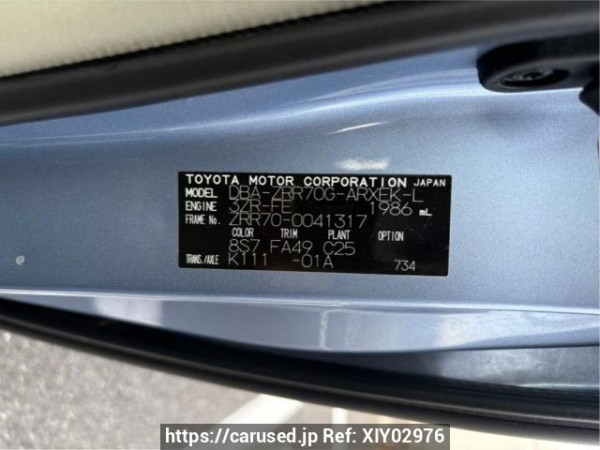 TOYOTA MOTOR CORPORATION JAPAN
MODEL DBA-ZRR70G-ARXEK-L
ENGINE 3ZR-FE 1986 mL
FRAME No. ZRR70-0041317
COLOR TRIM PLANT OPTION
8S7 FA49 C25
TRANS./AXLE K111 -01A 734
https://carused.jp Ref: XIY02976